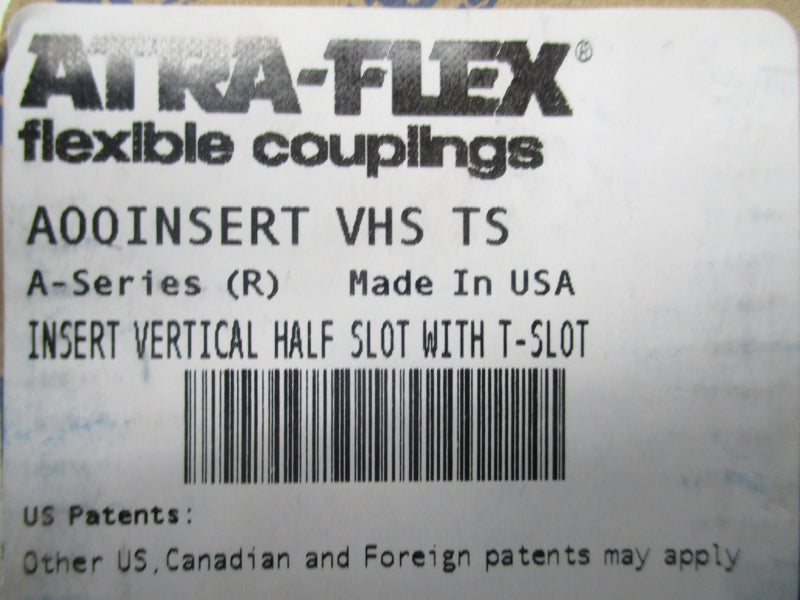 ATRA-FLEX®
flexible couplings
A00INSERT VHS TS
A-Series (R) Made In USA
INSERT VERTICAL HALF SLOT WITH T-SLOT
US Patents:
Other US,Canadian and Foreign patents may apply